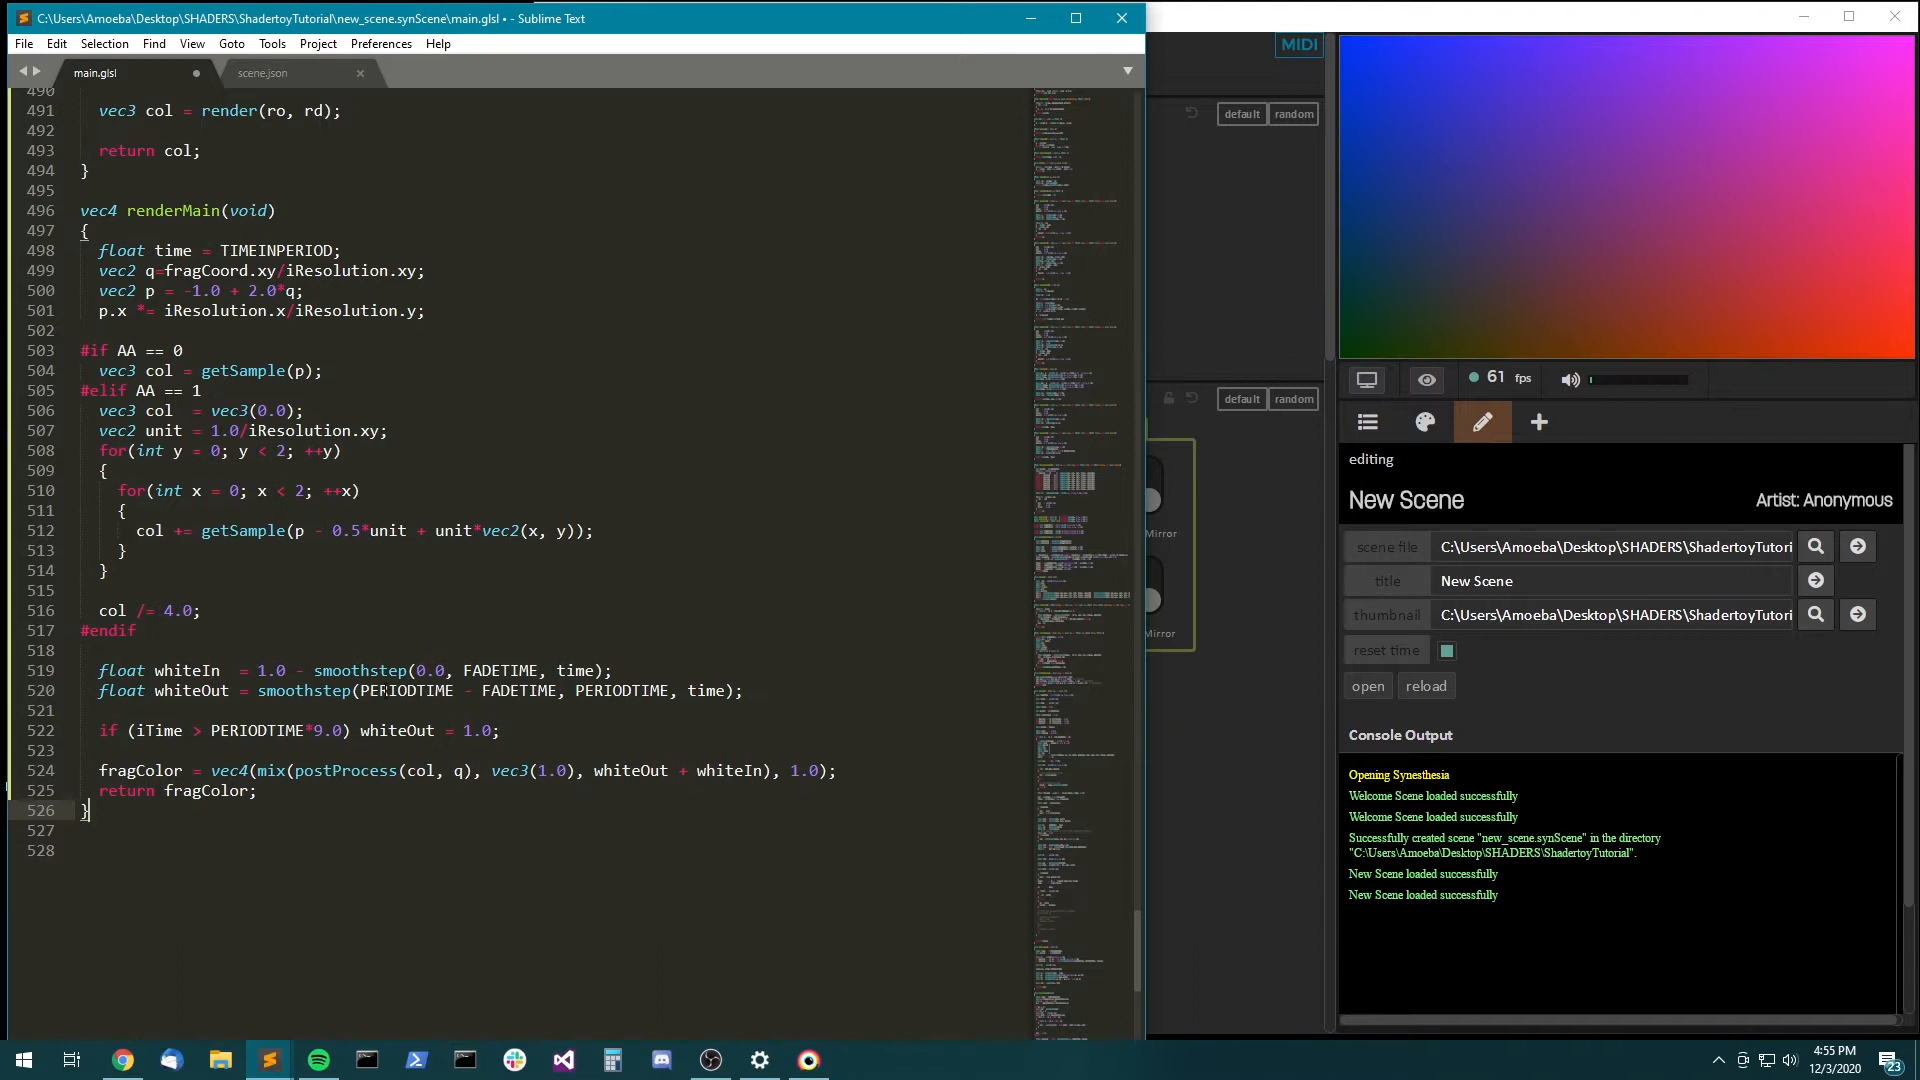 C:\Users\Amoeba\Desktop\SHADERS\ShadertoyTutorial\new_scene.synScene\main.glsl • - Sublime Text
File Edit Selection Find View Goto Tools Project Preferences Help
main.glsl
scene.json
490
491 vec3 col = render(ro, rd);
492
493 return col;
494 }
495
496 vec4 renderMain(void)
497 {
498 float time = TIMEINPERIOD;
499 vec2 q=fragCoord.xy/iResolution.xy;
500 vec2 p = -1.0 + 2.0*q;
501 p.x *= iResolution.x/iResolution.y;
502
503 #if AA == 0
504 vec3 col = getSample(p);
505 #elif AA == 1
506 vec3 col  = vec3(0.0);
507 vec2 unit = 1.0/iResolution.xy;
508 for(int y = 0; y < 2; ++y)
509 {
510 for(int x = 0; x < 2; ++x)
511 {
512 col += getSample(p - 0.5*unit + unit*vec2(x, y));
513 }
514 }
515
516 col /= 4.0;
517 #endif
518
519 float whiteIn  = 1.0 - smoothstep(0.0, FADETIME, time);
520 float whiteOut = smoothstep(PERIODTIME - FADETIME, PERIODTIME, time);
521
522 if (iTime > PERIODTIME*9.0) whiteOut = 1.0;
523
524 fragColor = vec4(mix(postProcess(col, q), vec3(1.0), whiteOut + whiteIn), 1.0);
525 return fragColor;
526 }
527
528
MIDI
default random
default random
Mirror
Mirror
61 fps
editing
New Scene
Artist: Anonymous
scene file C:\Users\Amoeba\Desktop\SHADERS\ShadertoyTutori
title New Scene
thumbnail C:\Users\Amoeba\Desktop\SHADERS\ShadertoyTutori
reset time
open reload
Console Output
Opening Synesthesia
Welcome Scene loaded successfully
Welcome Scene loaded successfully
Successfully created scene "new_scene.synScene" in the directory
"C:\Users\Amoeba\Desktop\SHADERS\ShadertoyTutorial".
New Scene loaded successfully
New Scene loaded successfully
4:55 PM
12/3/2020
23